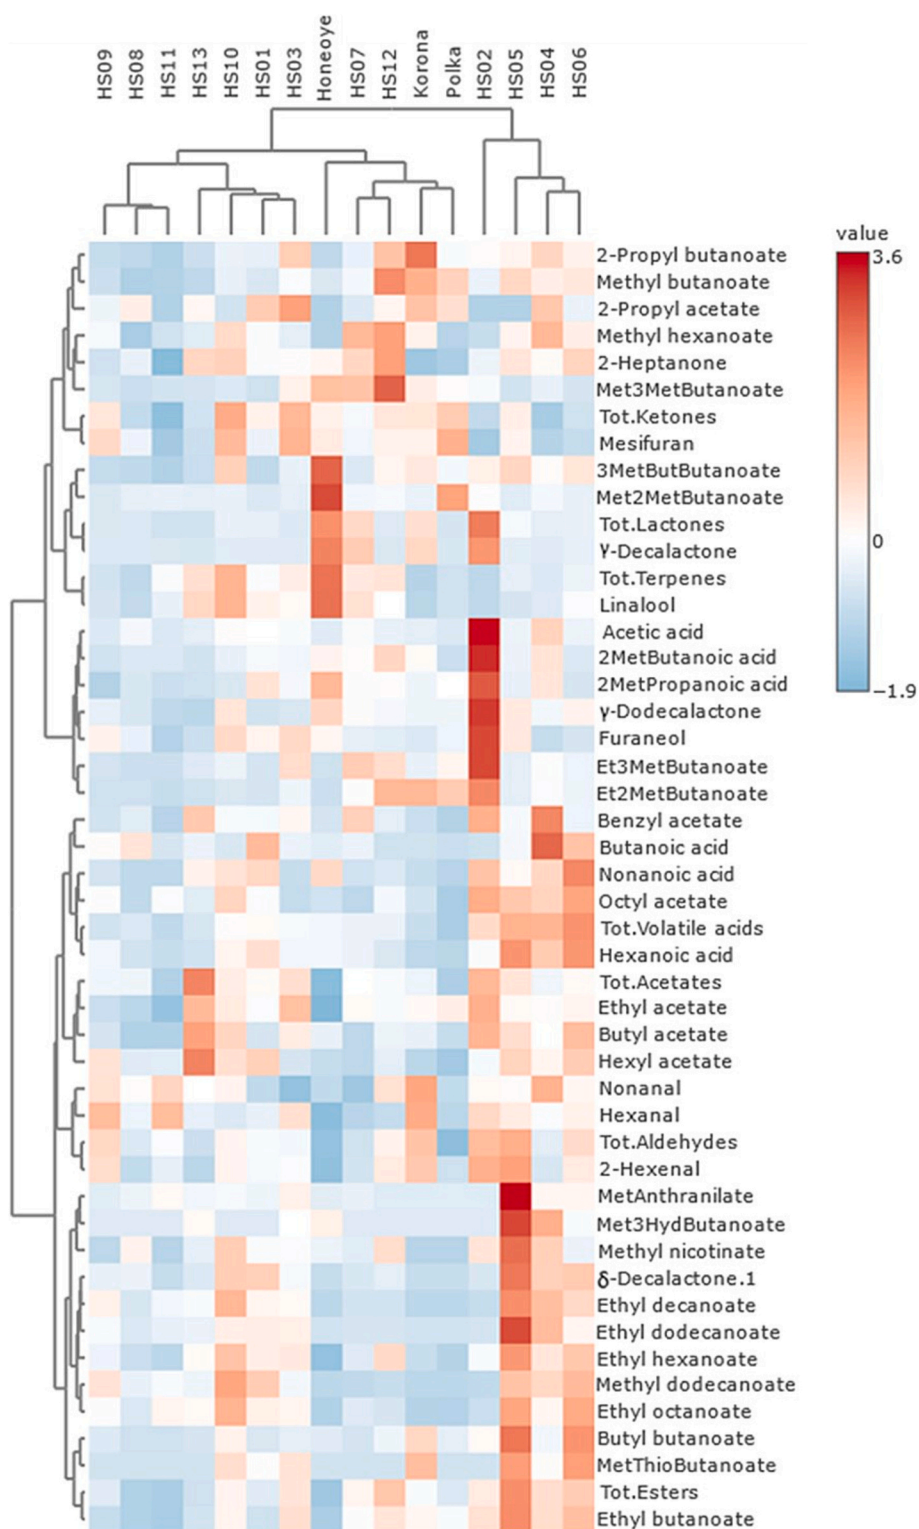 HS09
HS08
HS11
HS13
HS10
HS01
HS03
Honeoye
HS07
HS12
Korona
Polka
HS02
HS05
HS04
HS06
value
3.6
0
−1.9
2-Propyl butanoate
Methyl butanoate
2-Propyl acetate
Methyl hexanoate
2-Heptanone
Met3MetButanoate
Tot.Ketones
Mesifuran
3MetButButanoate
Met2MetButanoate
Tot.Lactones
γ-Decalactone
Tot.Terpenes
Linalool
Acetic acid
2MetButanoic acid
2MetPropanoic acid
γ-Dodecalactone
Furaneol
Et3MetButanoate
Et2MetButanoate
Benzyl acetate
Butanoic acid
Nonanoic acid
Octyl acetate
Tot.Volatile acids
Hexanoic acid
Tot.Acetates
Ethyl acetate
Butyl acetate
Hexyl acetate
Nonanal
Hexanal
Tot.Aldehydes
2-Hexenal
MetAnthranilate
Met3HydButanoate
Methyl nicotinate
δ-Decalactone.1
Ethyl decanoate
Ethyl dodecanoate
Ethyl hexanoate
Methyl dodecanoate
Ethyl octanoate
Butyl butanoate
MetThioButanoate
Tot.Esters
Ethyl butanoate